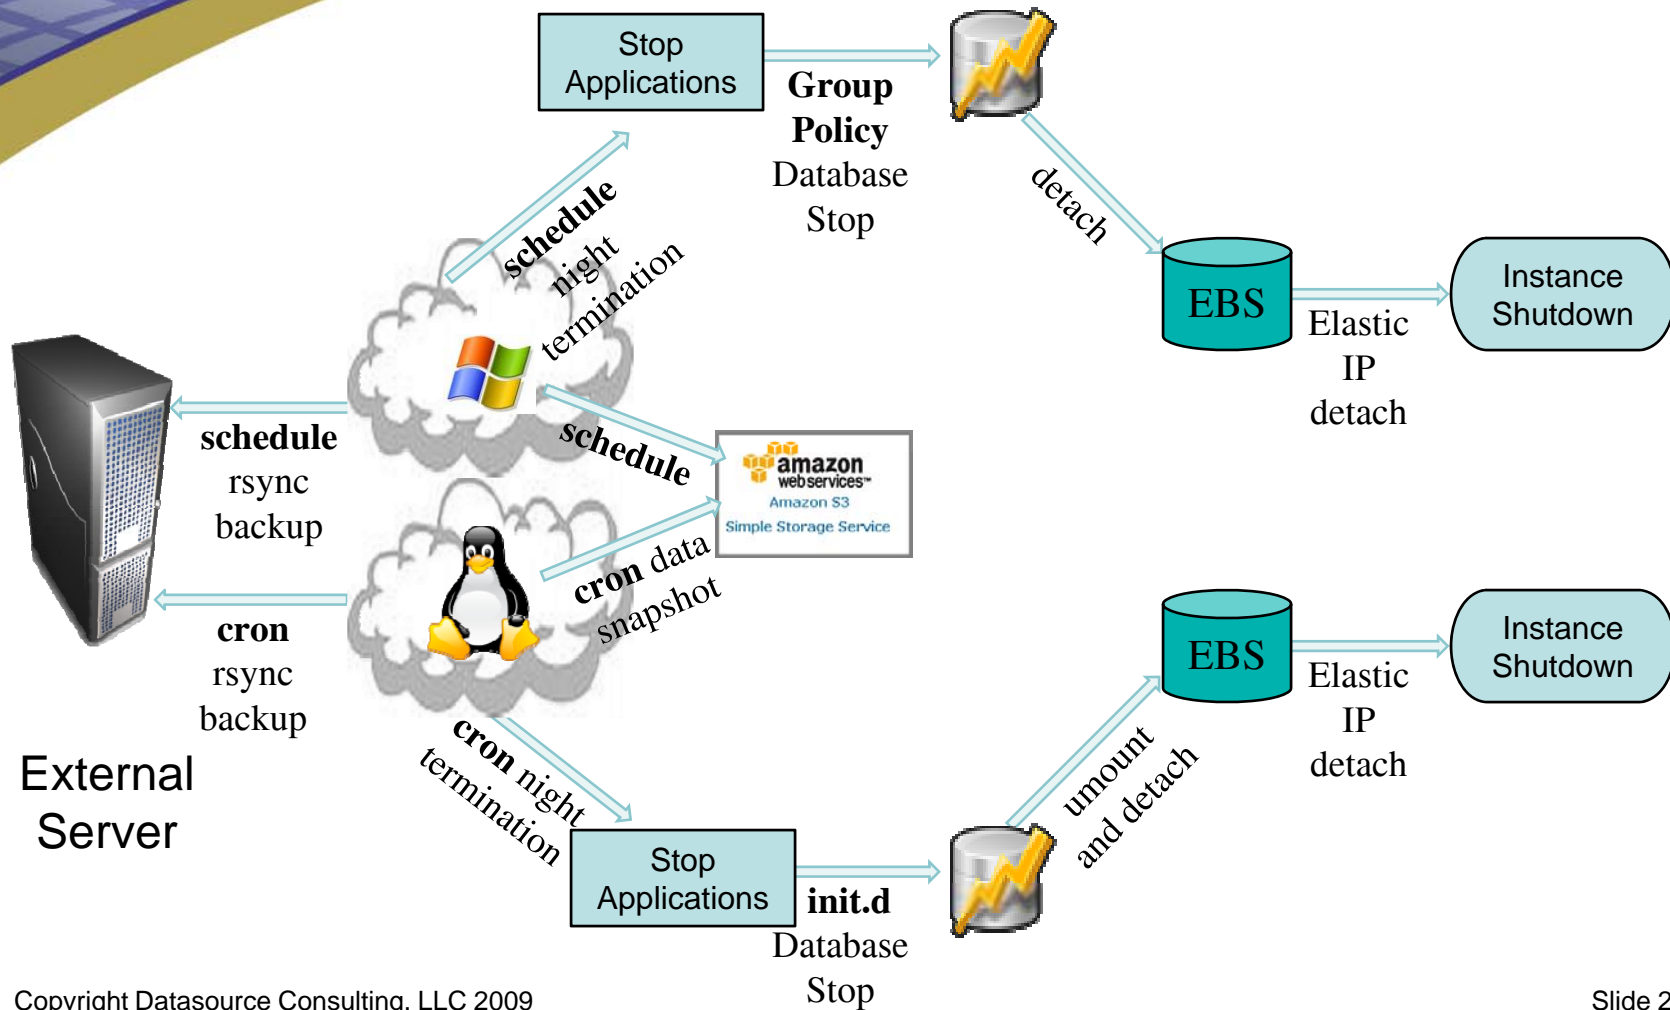 Stop
Applications
Group
Policy
Database
Stop
detach
schedule
night
termination
EBS
Elastic
IP
detach
Instance
Shutdown
schedule
rsync
backup
schedule
amazon
webservices™
Amazon S3
Simple Storage Service
cron data
snapshot
cron
rsync
backup
External
Server
cron night
termination
Stop
Applications
init.d
Database
Stop
umount
and detach
EBS
Elastic
IP
detach
Instance
Shutdown
Copyright Datasource Consulting, LLC 2009
Slide 2